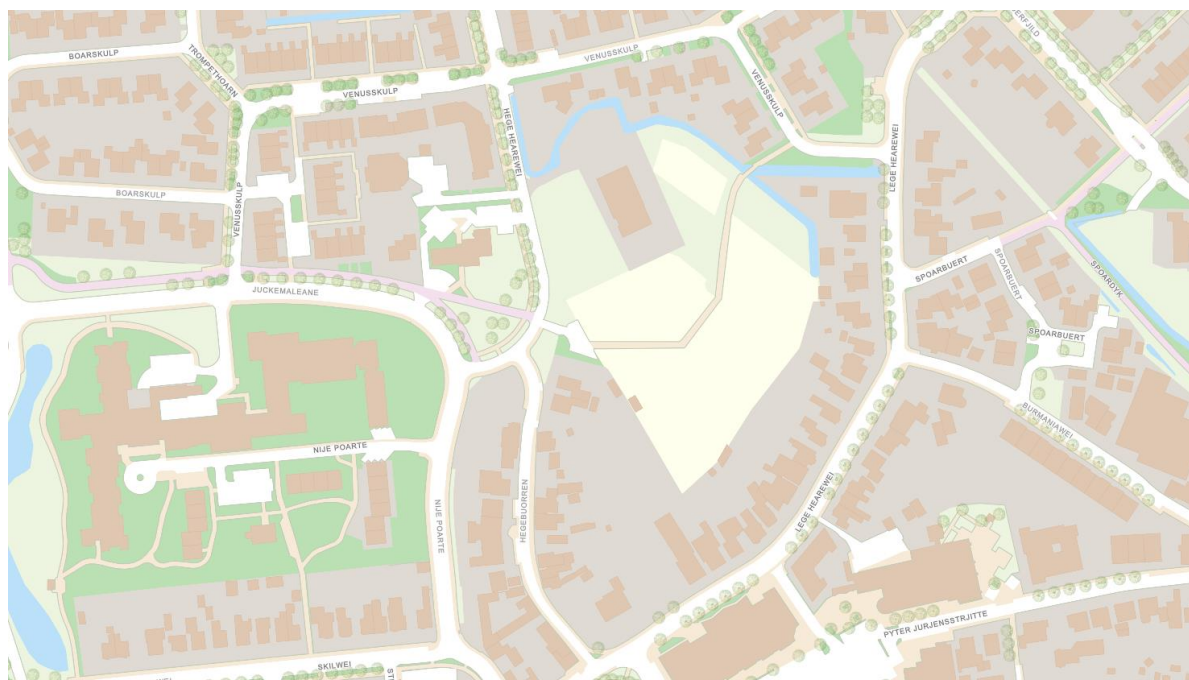 BOARSKULP
TROMPETHOARN
VENUSSKULP
VENUSSKULP
VENUSSKULP
HEGE HEAREWEI
LEGE HEAREWEI
BOARSKULP
VENUSSKULP
JUCKEMALEANE
SPOARBUERT
SPOARBUERT
SPOARDYK
SPOARBUERT
BURMANIAWEI
NIJE POARTE
NIJE POARTE
HEGEBUORREN
LEGE HEAREWEI
PYTER JURJENSSTRJITTE
SKILWEI